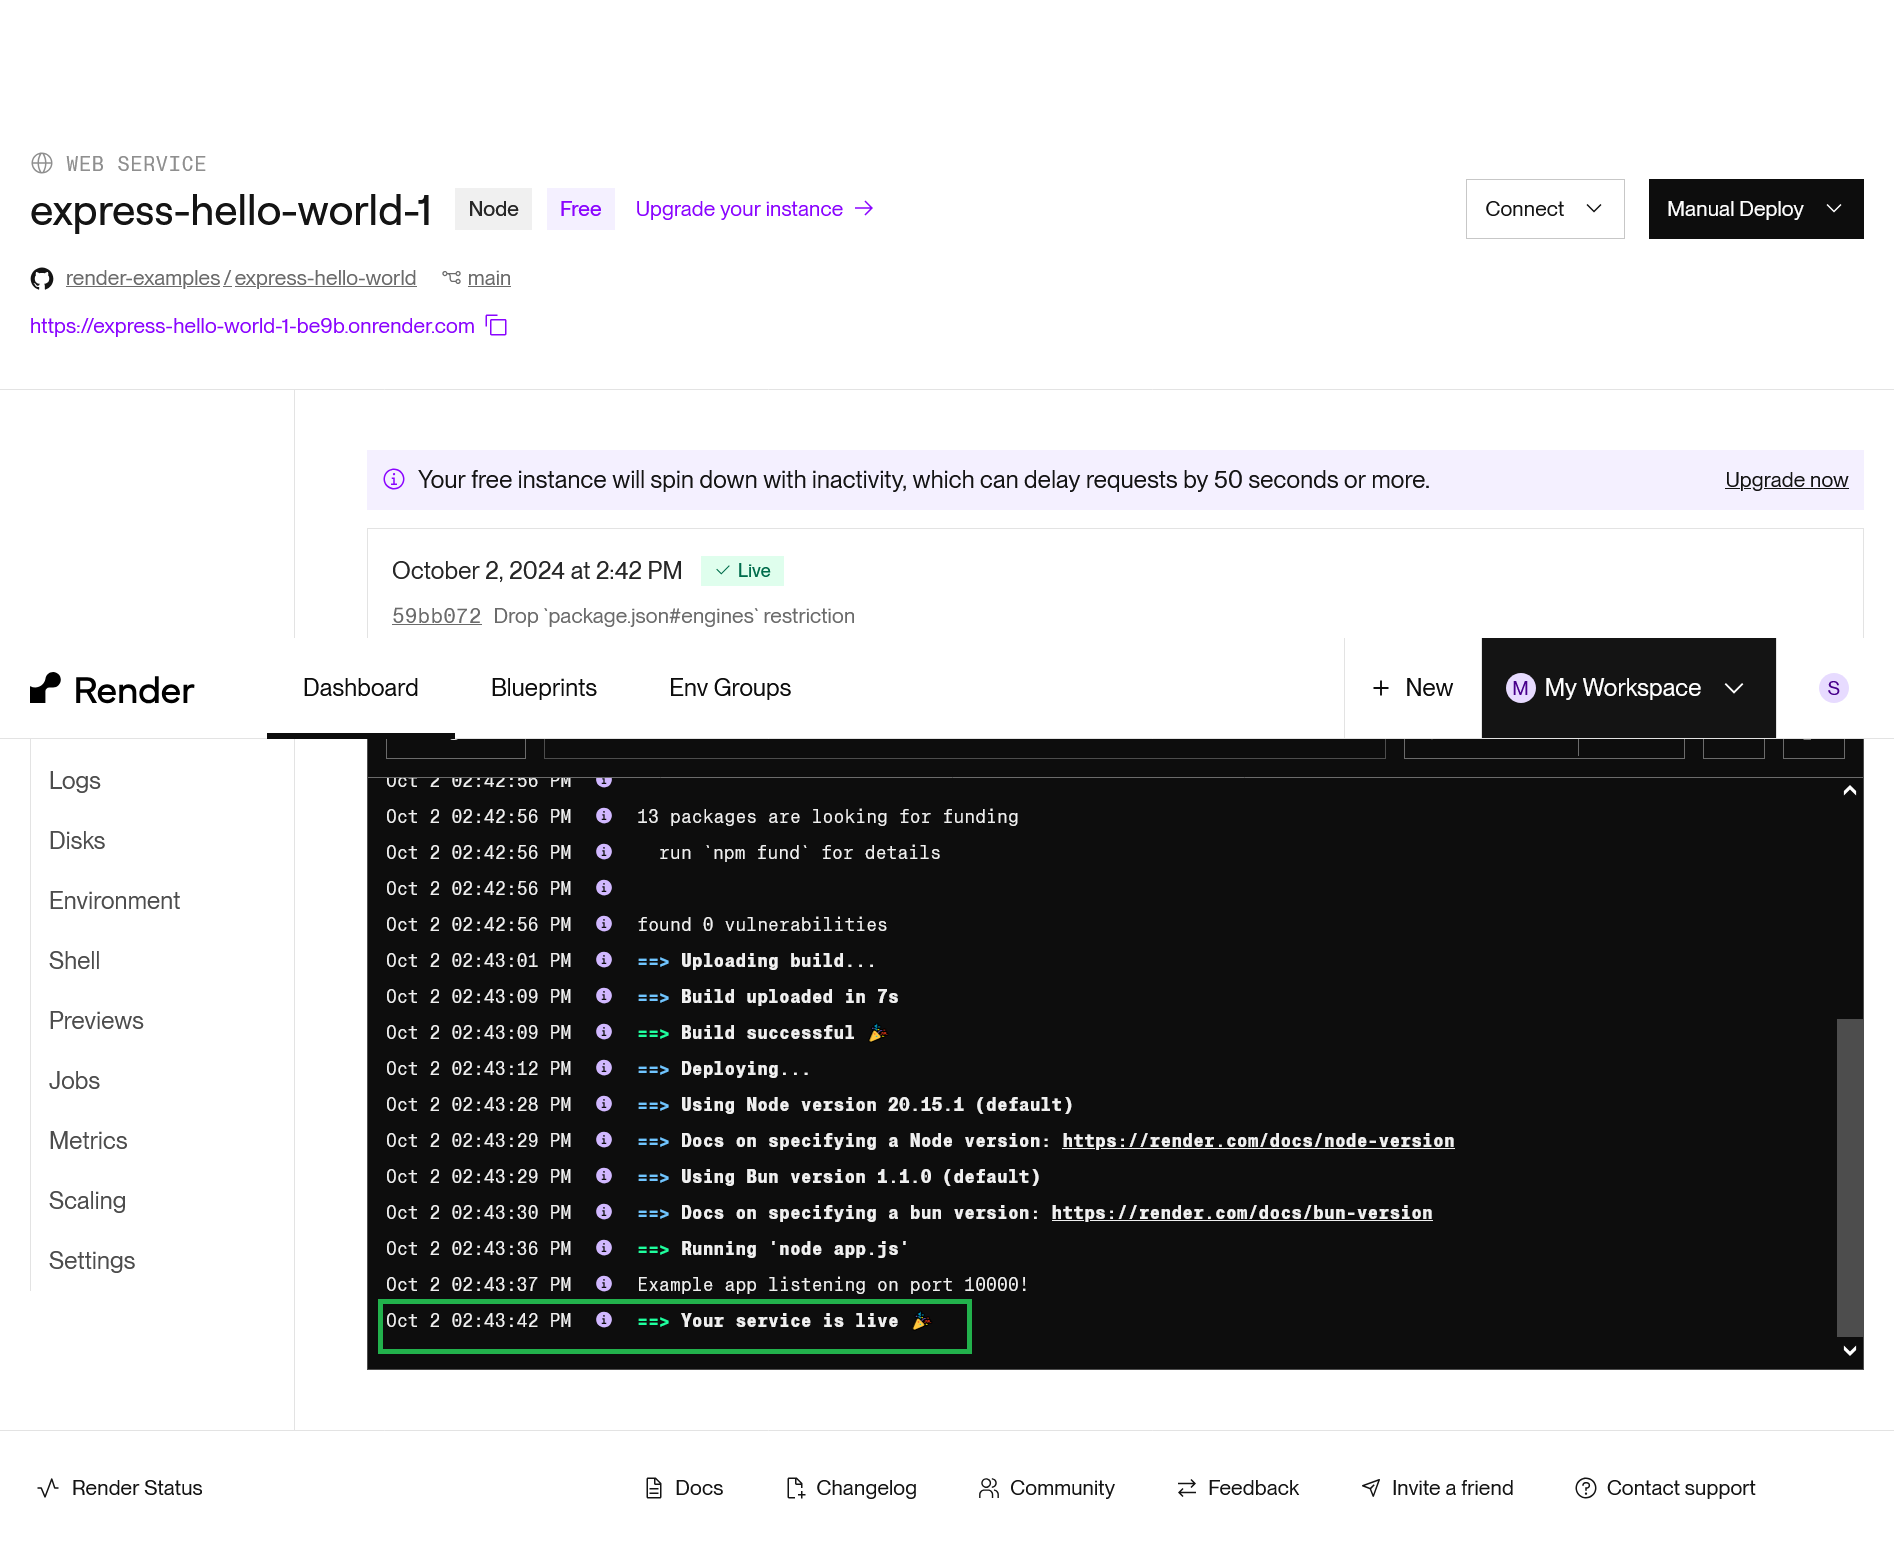 WEB SERVICE
express-hello-world-1 Node Free Upgrade your instance → Connect Manual Deploy
render-examples / express-hello-world main
https://express-hello-world-1-be9b.onrender.com
Your free instance will spin down with inactivity, which can delay requests by 50 seconds or more. Upgrade now
October 2, 2024 at 2:42 PM ✓ Live
59bb072 Drop `package.json#engines` restriction
Render Dashboard Blueprints Env Groups + New M My Workspace S
Logs
Disks
Environment
Shell
Previews
Jobs
Metrics
Scaling
Settings
Oct 2 02:42:56 PM
Oct 2 02:42:56 PM 13 packages are looking for funding
Oct 2 02:42:56 PM run `npm fund` for details
Oct 2 02:42:56 PM
Oct 2 02:42:56 PM found 0 vulnerabilities
Oct 2 02:43:01 PM ==> Uploading build...
Oct 2 02:43:09 PM ==> Build uploaded in 7s
Oct 2 02:43:09 PM ==> Build successful 🎉
Oct 2 02:43:12 PM ==> Deploying...
Oct 2 02:43:28 PM ==> Using Node version 20.15.1 (default)
Oct 2 02:43:29 PM ==> Docs on specifying a Node version: https://render.com/docs/node-version
Oct 2 02:43:29 PM ==> Using Bun version 1.1.0 (default)
Oct 2 02:43:30 PM ==> Docs on specifying a bun version: https://render.com/docs/bun-version
Oct 2 02:43:36 PM ==> Running 'node app.js'
Oct 2 02:43:37 PM Example app listening on port 10000!
Oct 2 02:43:42 PM ==> Your service is live 🎉
Render Status Docs Changelog Community Feedback Invite a friend Contact support